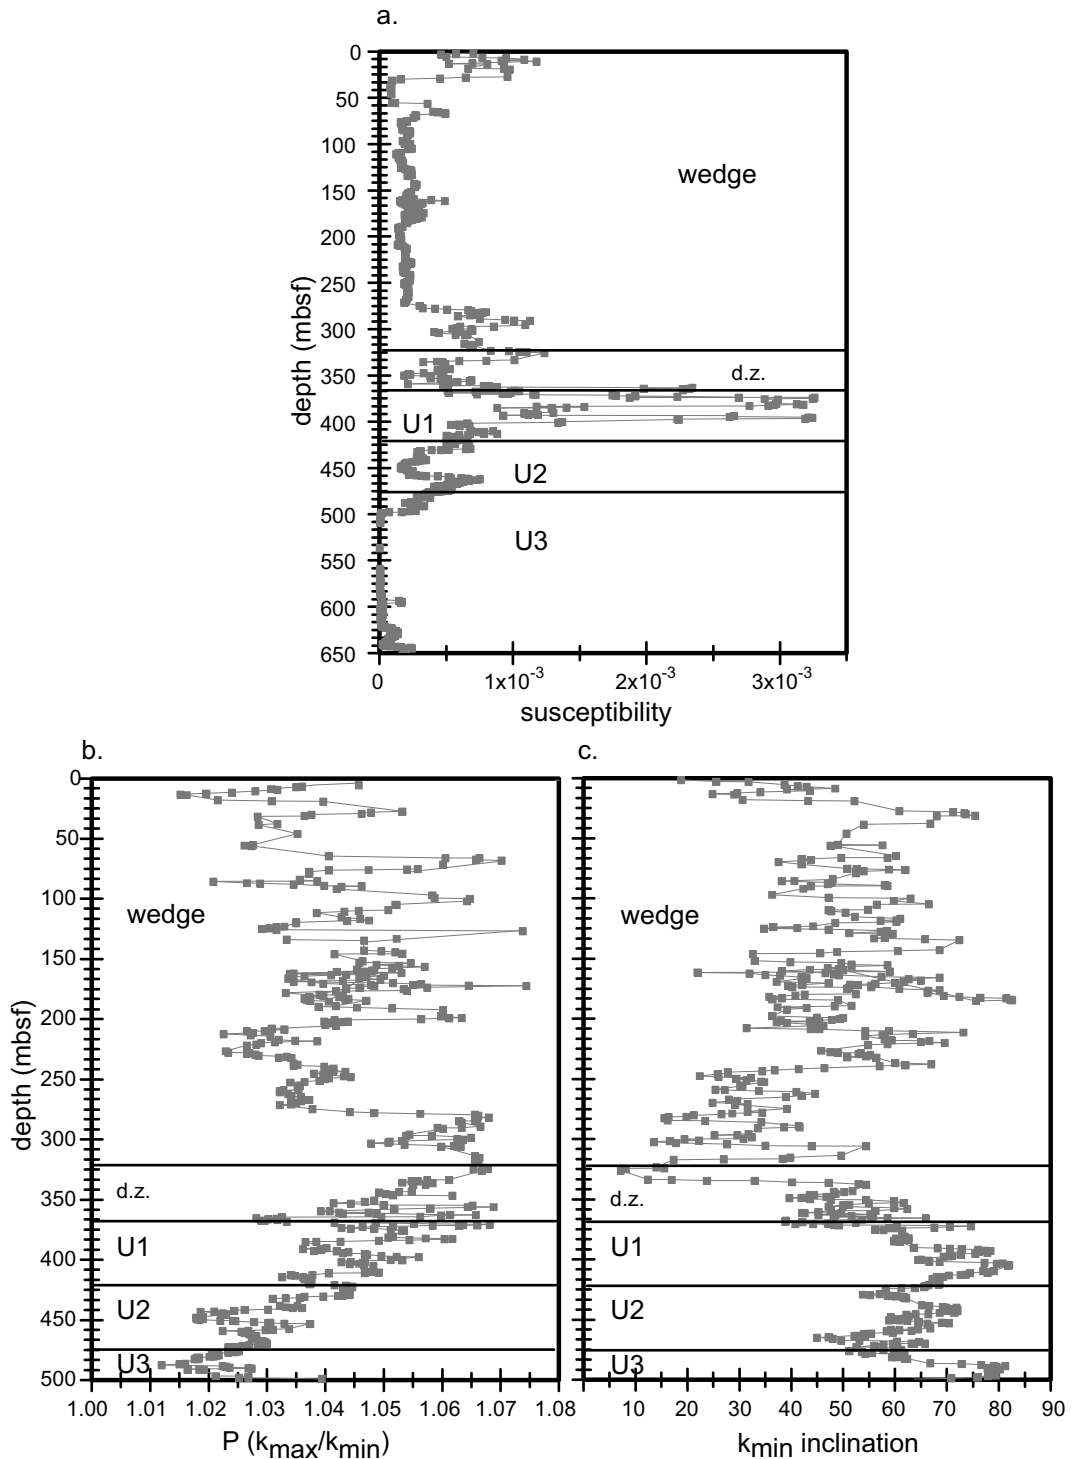 a.
0
50
100
150
200
250
300
350
400
450
500
550
600
650
depth (mbsf)
wedge
d.z.
U1
U2
U3
0
1x10⁻³
2x10⁻³
3x10⁻³
susceptibility
b.
0
50
100
150
200
250
300
350
400
450
500
depth (mbsf)
wedge
d.z.
U1
U2
U3
1.00
1.01
1.02
1.03
1.04
1.05
1.06
1.07
1.08
P (kmax/kmin)
c.
wedge
d.z.
U1
U2
U3
10
20
30
40
50
60
70
80
90
kmin inclination